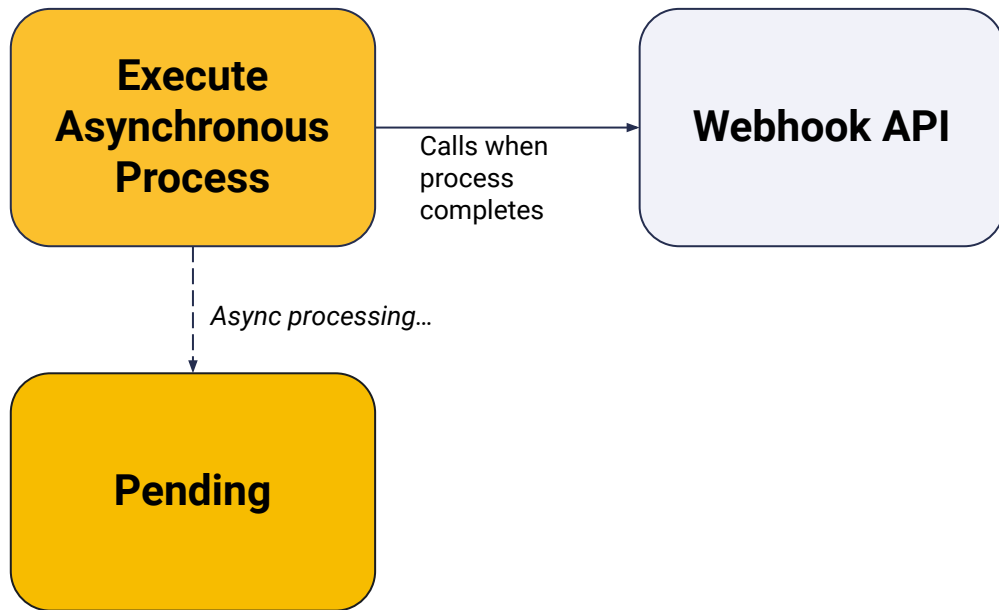 Execute
Asynchronous
Process
Webhook API
Calls when
process
completes
Async processing…
Pending